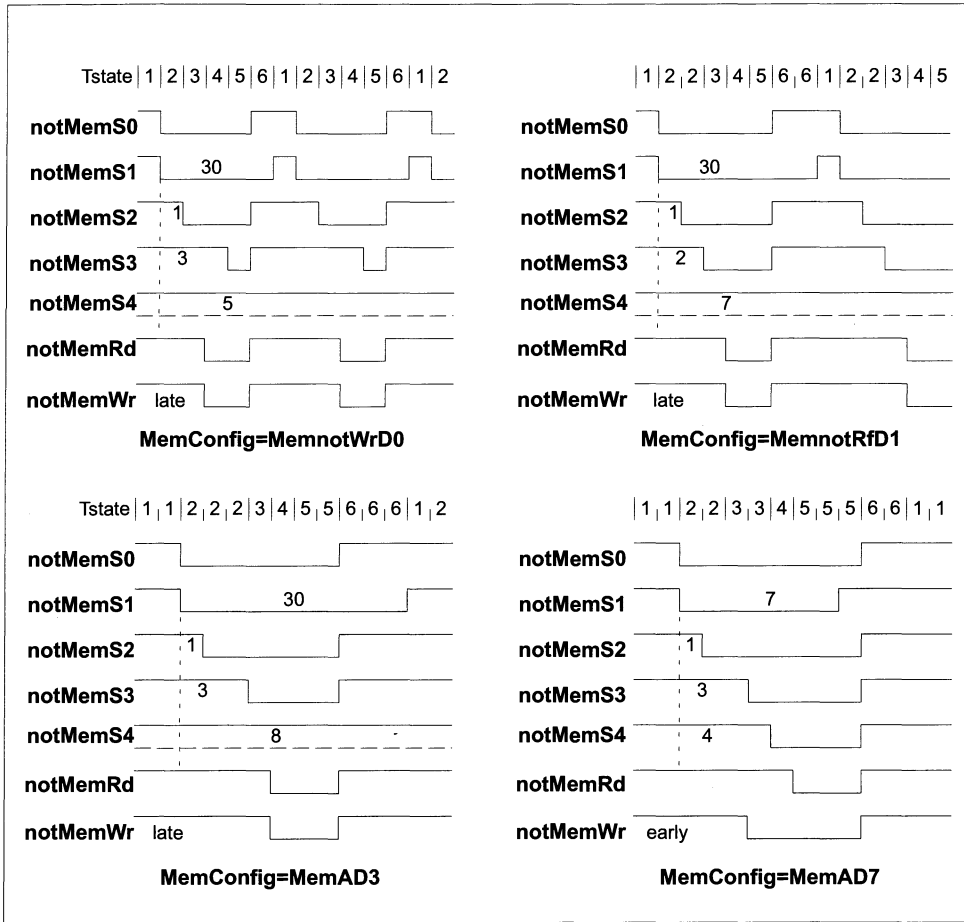 Tstate |1|2|3|4|5|6|1|2|3|4|5|6|1|2
notMemS0
notMemS1 30
notMemS2 1
notMemS3 3
notMemS4 5
notMemRd
notMemWr late
MemConfig=MemnotWrD0
|1|2|2|3|4|5|6|6|1|2|2|3|4|5
notMemS0
notMemS1 30
notMemS2 1
notMemS3 2
notMemS4 7
notMemRd
notMemWr late
MemConfig=MemnotRfD1
Tstate |1|1|2|2|2|3|4|5|5|6|6|6|1|2
notMemS0
notMemS1 30
notMemS2 1
notMemS3 3
notMemS4 8
notMemRd
notMemWr late
MemConfig=MemAD3
|1|1|2|2|3|3|4|5|5|5|6|6|1|1
notMemS0
notMemS1 7
notMemS2 1
notMemS3 3
notMemS4 4
notMemRd
notMemWr early
MemConfig=MemAD7